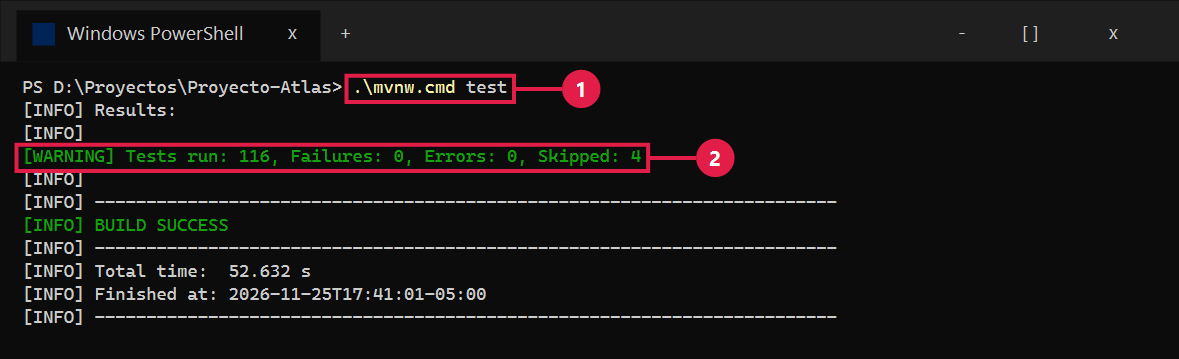 Windows PowerShell x + - [ ] x
PS D:\Proyectos\Proyecto-Atlas> .\mvnw.cmd test 1
[INFO] Results:
[INFO]
[WARNING] Tests run: 116, Failures: 0, Errors: 0, Skipped: 4 2
[INFO]
[INFO] ------------------------------------------------------------------------
[INFO] BUILD SUCCESS
[INFO] ------------------------------------------------------------------------
[INFO] Total time:  52.632 s
[INFO] Finished at: 2026-11-25T17:41:01-05:00
[INFO] ------------------------------------------------------------------------